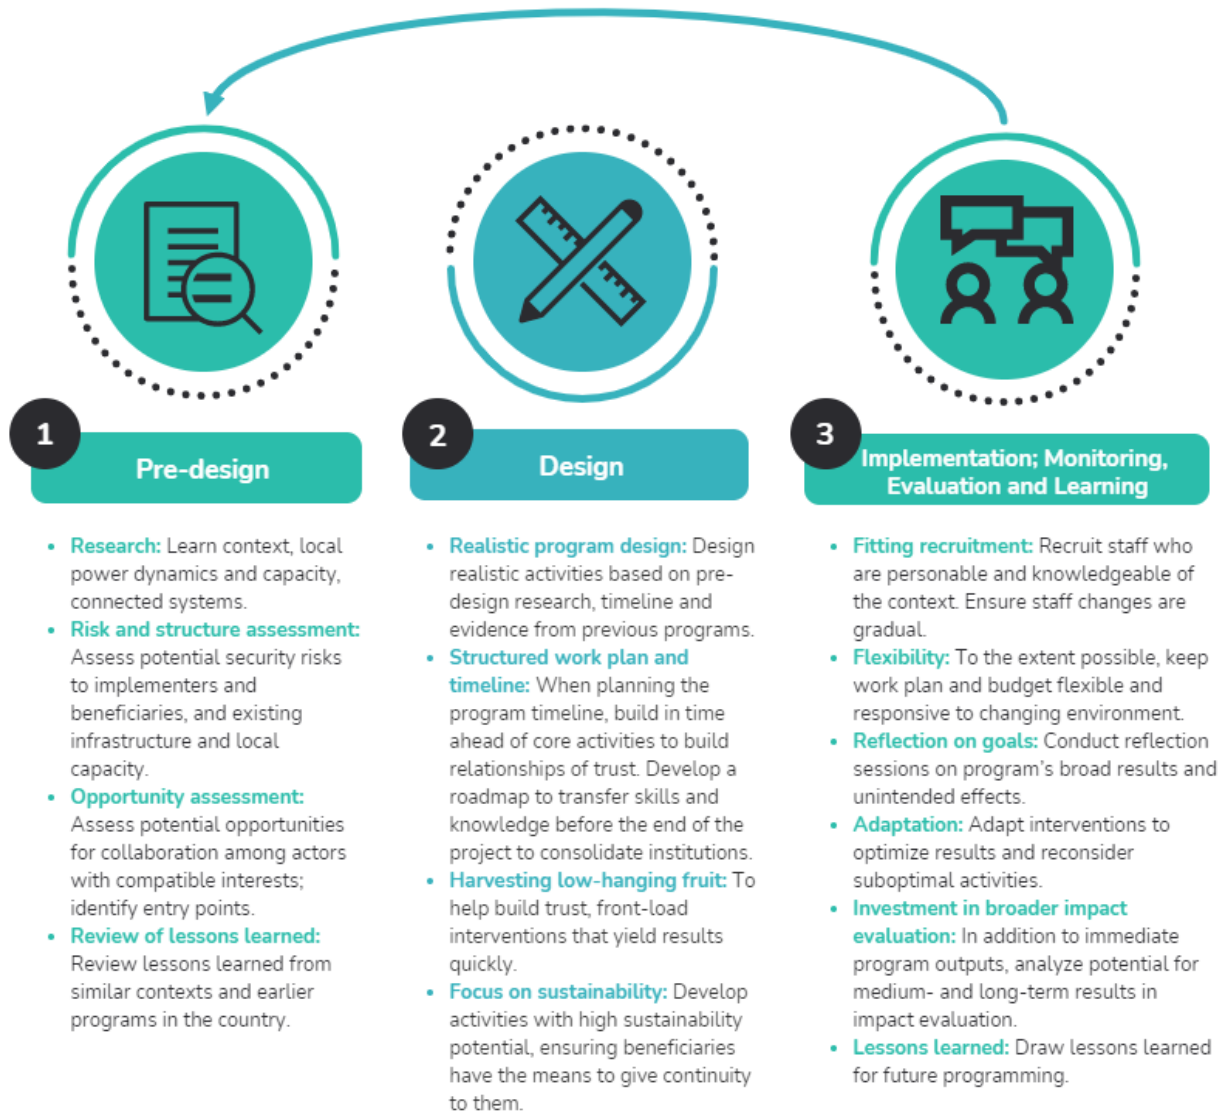 1
Pre-design
• Research: Learn context, local
power dynamics and capacity,
connected systems.
• Risk and structure assessment:
Assess potential security risks
to implementers and
beneficiaries, and existing
infrastructure and local
capacity.
• Opportunity assessment:
Assess potential opportunities
for collaboration among actors
with compatible interests;
identify entry points.
• Review of lessons learned:
Review lessons learned from
similar contexts and earlier
programs in the country.
2
Design
• Realistic program design: Design
realistic activities based on pre-
design research, timeline and
evidence from previous programs.
• Structured work plan and
timeline: When planning the
program timeline, build in time
ahead of core activities to build
relationships of trust. Develop a
roadmap to transfer skills and
knowledge before the end of the
project to consolidate institutions.
• Harvesting low-hanging fruit: To
help build trust, front-load
interventions that yield results
quickly.
• Focus on sustainability: Develop
activities with high sustainability
potential, ensuring beneficiaries
have the means to give continuity
to them.
3
Implementation; Monitoring,
Evaluation and Learning
• Fitting recruitment: Recruit staff who
are personable and knowledgeable of
the context. Ensure staff changes are
gradual.
• Flexibility: To the extent possible, keep
work plan and budget flexible and
responsive to changing environment.
• Reflection on goals: Conduct reflection
sessions on program's broad results and
unintended effects.
• Adaptation: Adapt interventions to
optimize results and reconsider
suboptimal activities.
• Investment in broader impact
evaluation: In addition to immediate
program outputs, analyze potential for
medium- and long-term results in
impact evaluation.
• Lessons learned: Draw lessons learned
for future programming.